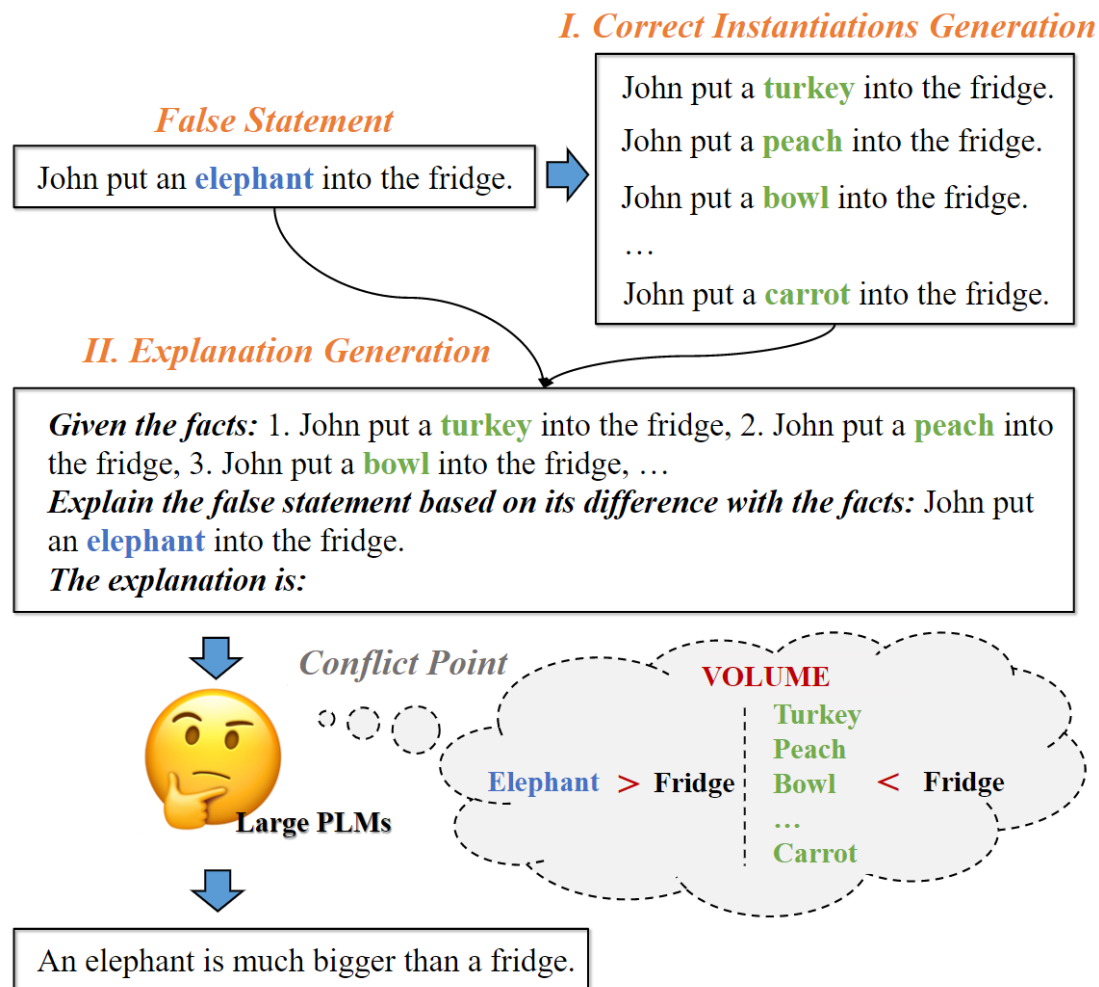 I. Correct Instantiations Generation
John put a turkey into the fridge.
John put a peach into the fridge.
John put a bowl into the fridge.
…
John put a carrot into the fridge.
False Statement
John put an elephant into the fridge.
II. Explanation Generation
Given the facts: 1. John put a turkey into the fridge, 2. John put a peach into
the fridge, 3. John put a bowl into the fridge, …
Explain the false statement based on its difference with the facts: John put
an elephant into the fridge.
The explanation is:
Conflict Point
VOLUME
Elephant > Fridge
Turkey
Peach
Bowl
…
Carrot
< Fridge
Large PLMs
An elephant is much bigger than a fridge.